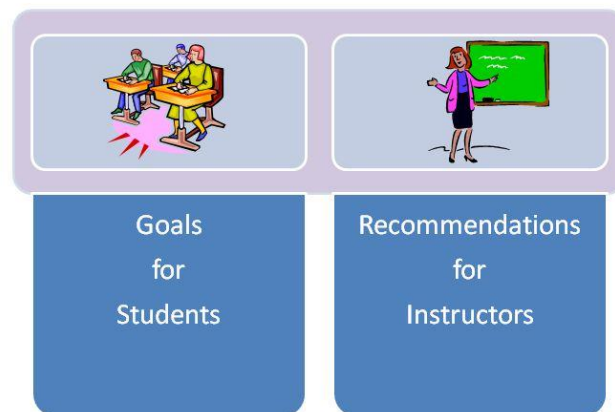 Goals
for
Students
Recommendations
for
Instructors